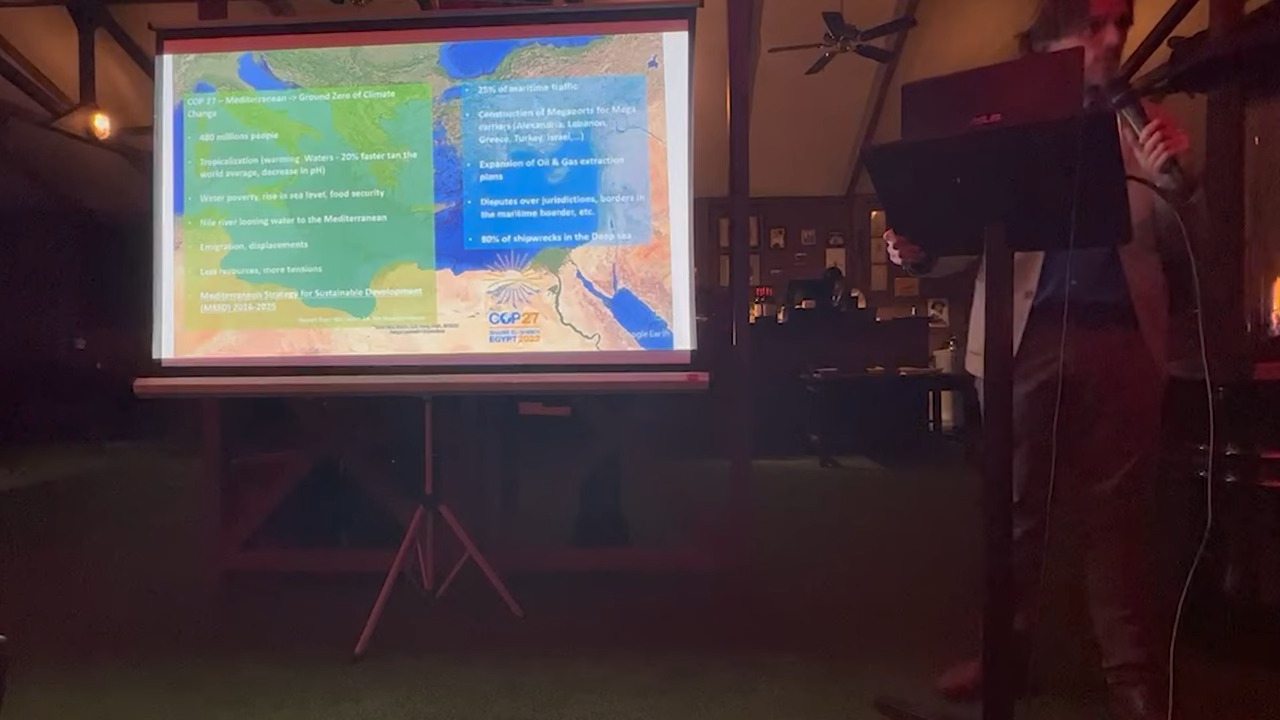 COP 27 – Mediterranean -> Ground Zero of Climate
Change
• 480 millions people
• Tropicalization (warming Waters - 20% faster tan the
world average, decrease in pH)
• Water poverty, rise in sea level, food security
• Nile river loosing water to the Mediterranean
• Emigration, displacements
• Less resources, more tensions
• Mediterranean Strategy for Sustainable Development
(MSSD) 2016-2025
• 25% of maritime traffic
• Construction of Megaports for Mega
carriers (Alexandria, Lebanon,
Greece, Turkey, Israel,...)
• Expansion of Oil & Gas extraction
plans
• Disputes over jurisdictions, borders in
the maritime boarder, etc.
• 80% of shipwrecks in the Deep sea
COP27
EGYPT 2022
Google Earth
ASUS